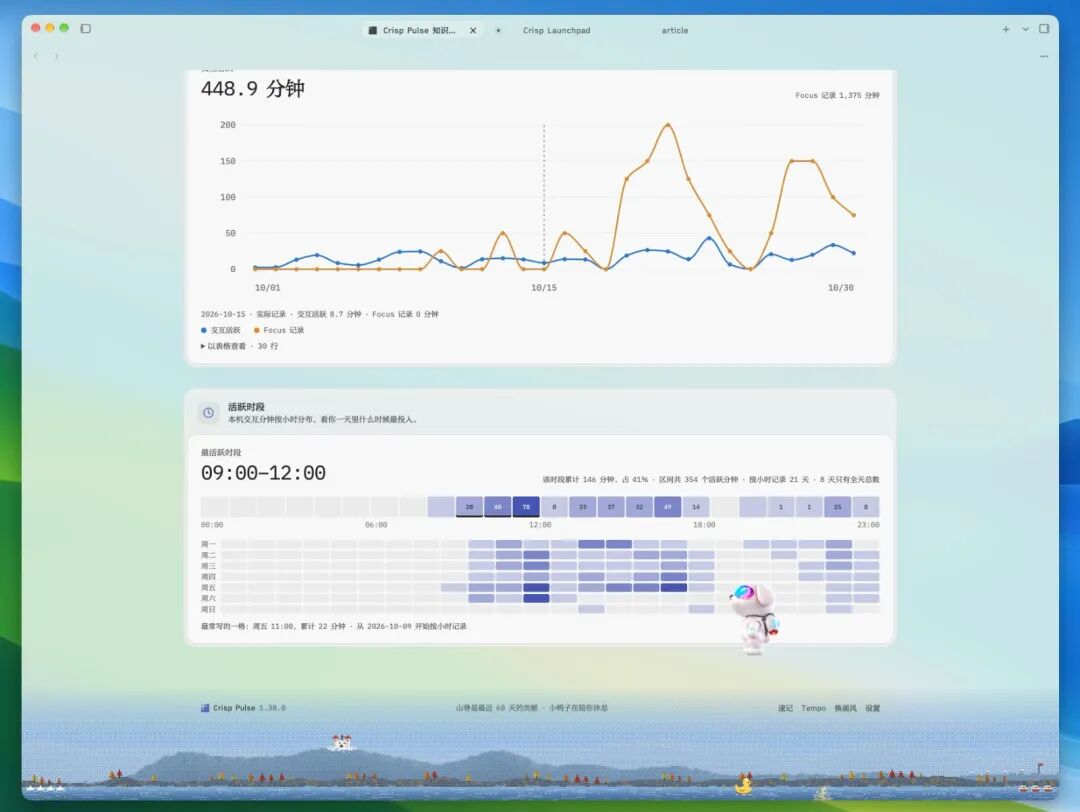 Crisp Pulse 知识...
Crisp Launchpad
article
448.9 分钟
Focus 记录 1,375 分钟
200
150
100
50
0
10/01
10/15
10/30
2026-10-15 · 实际记录 · 交互活跃 8.7 分钟 · Focus 记录 0 分钟
交互活跃
Focus 记录
以表格查看 · 30 行
活跃时段
本机交互分钟按小时分布，看你一天里什么时候最投入。
最活跃时段
09:00–12:00
该时段累计 146 分钟，占 41% · 区间共 354 个活跃分钟 · 按小时记录 21 天 · 8 天只有全天总数
28 40 78 8 33 37 32 49 14 1 1 25 8
00:00 06:00 12:00 18:00 23:00
周一
周二
周三
周四
周五
周六
周日
最常写的一格：周五 11:00，累计 22 分钟 · 从 2026-10-09 开始按小时记录
Crisp Pulse 1.38.0
山脊是最近 60 天的贡献 · 小鸭子在陪你休息
速记 Tempo 换画风 设置